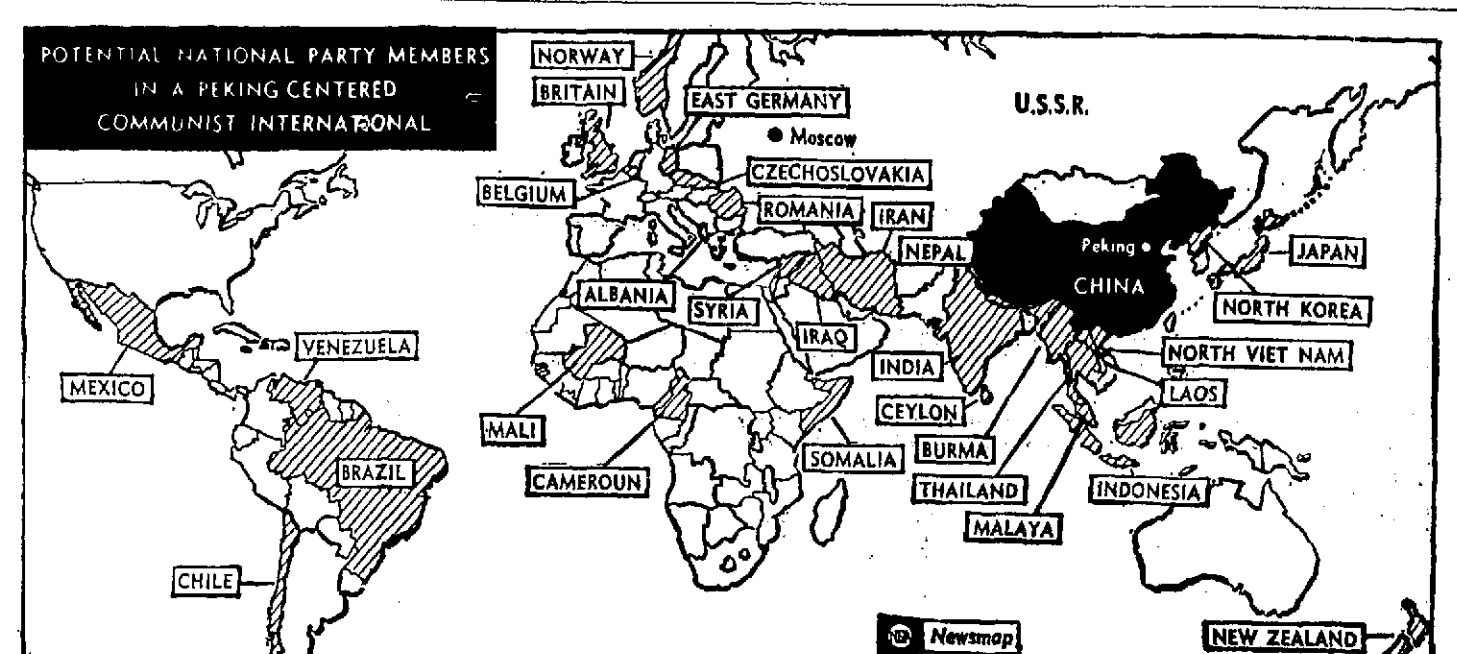 POTENTIAL NATIONAL PARTY MEMBERS
IN A PEKING CENTERED
COMMUNIST INTERNATIONAL
NORWAY
BRITAIN
EAST GERMANY
U.S.S.R.
Moscow
CZECHOSLOVAKIA
BELGIUM
ROMANIA
IRAN
NEPAL
Peking
CHINA
JAPAN
ALBANIA
SYRIA
NORTH KOREA
IRAQ
VENEZUELA
MEXICO
INDIA
NORTH VIET NAM
LAOS
CEYLON
MALI
BURMA
SOMALIA
BRAZIL
CAMEROUN
THAILAND
INDONESIA
MALAYA
CHILE
NEA Newsmap
NEW ZEALAND